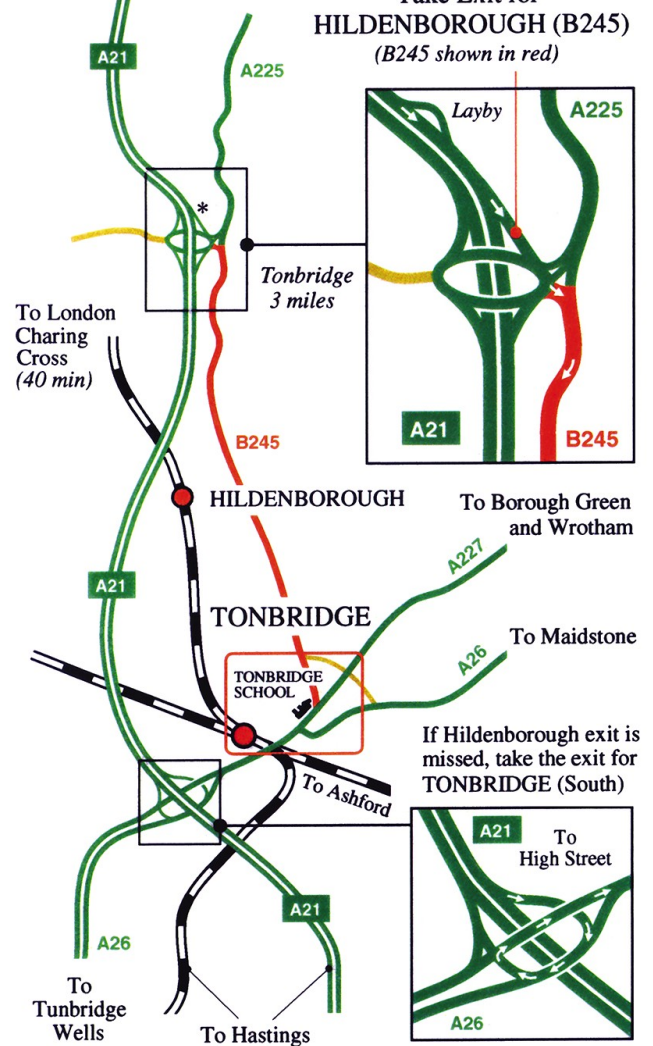 Take Exit for
HILDENBOROUGH (B245)
(B245 shown in red)
A21
A225
Layby
A225
*
Tonbridge
3 miles
To London
Charing
Cross
(40 min)
A21
B245
B245
HILDENBOROUGH
To Borough Green
and Wrotham
A227
A21
TONBRIDGE
To Maidstone
A26
TONBRIDGE
SCHOOL
If Hildenborough exit is
missed, take the exit for
TONBRIDGE (South)
To Ashford
A21
To
High Street
A21
A26
A26
To
Tunbridge
Wells
To Hastings